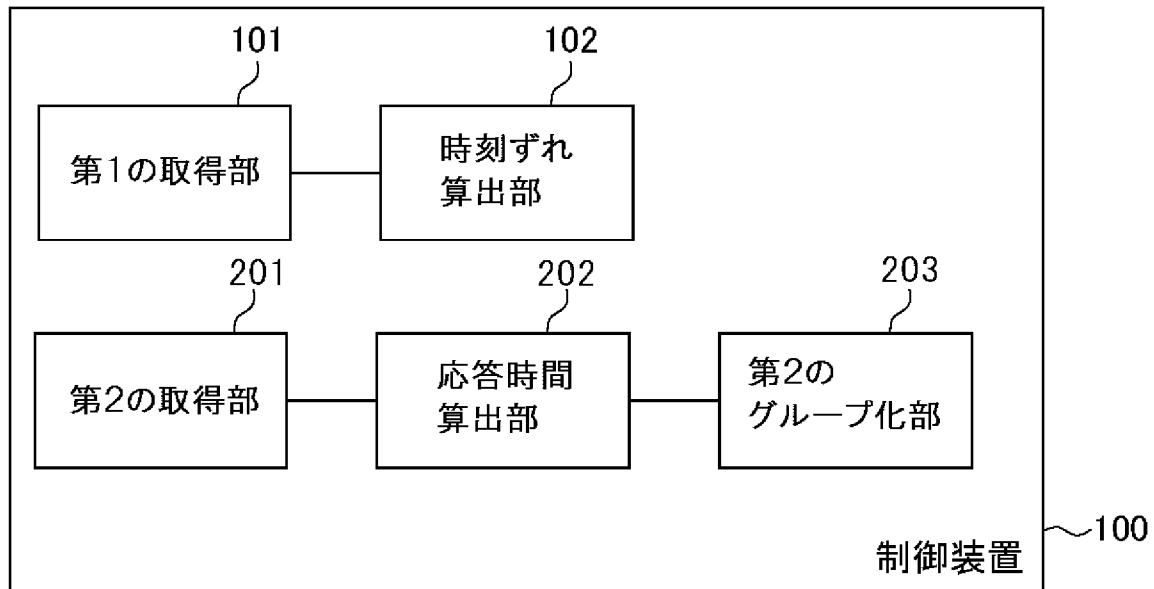 101
102
第1の取得部
時刻ずれ
算出部
201
202
203
第2の取得部
応答時間
算出部
第2の
グループ化部
100
制御装置